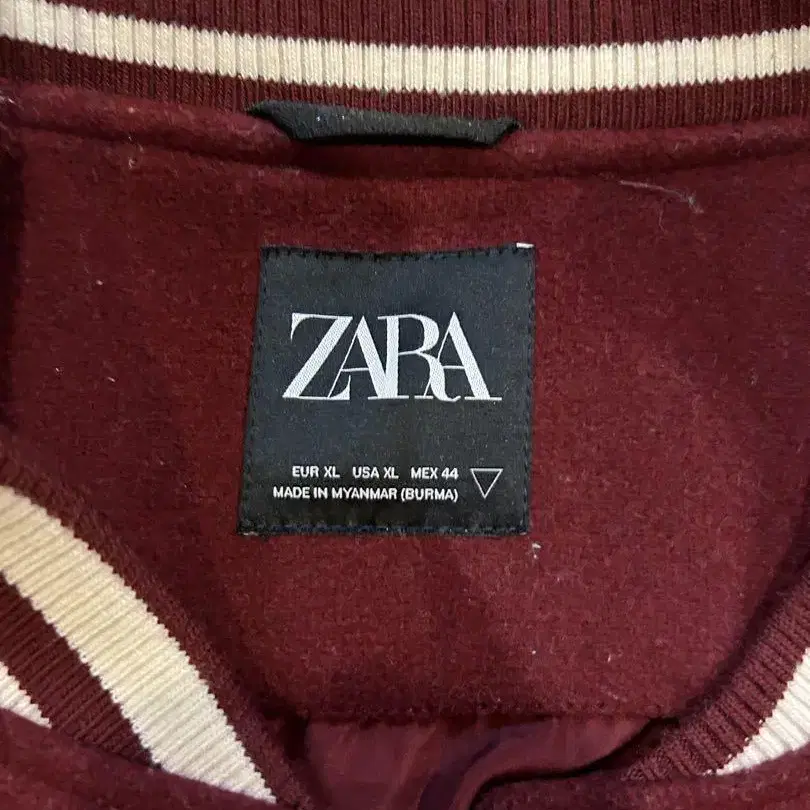 ZARA
EUR XL USA XL MEX 44
MADE IN MYANMAR (BURMA)